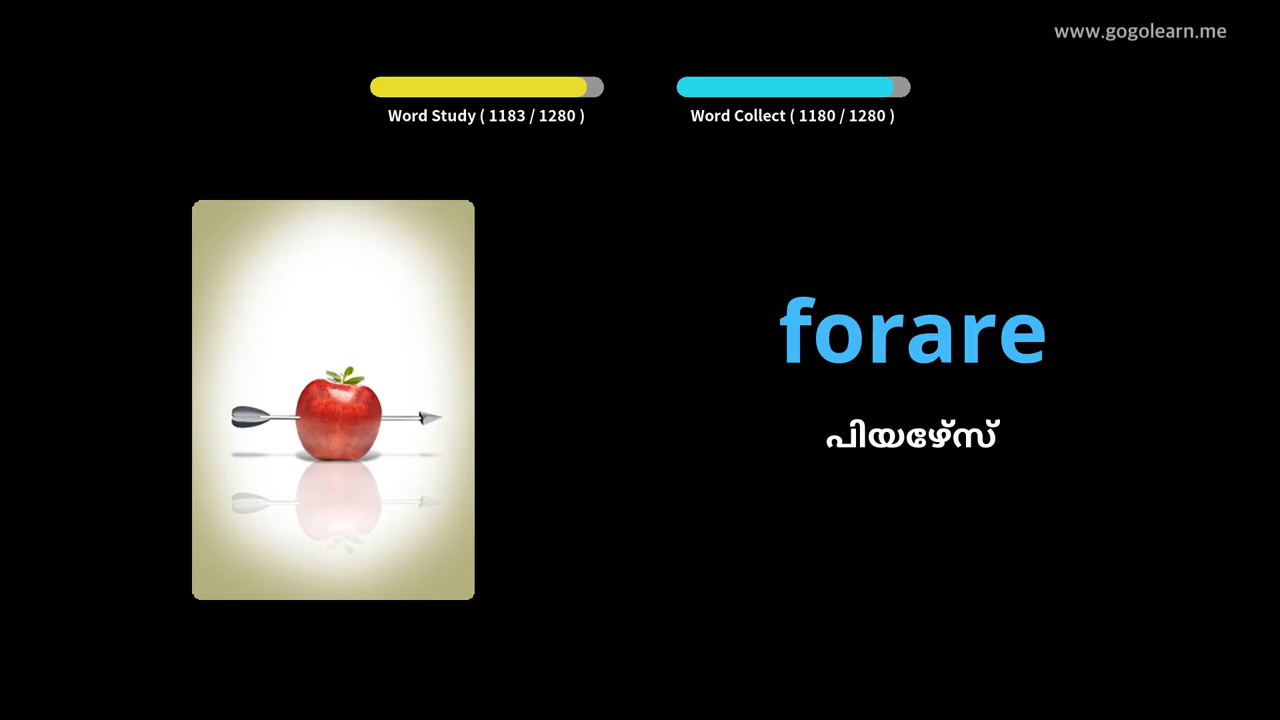 www.gogolearn.me
Word Study ( 1183 / 1280 )
Word Collect ( 1180 / 1280 )
forare
പിയഴ്േസ്